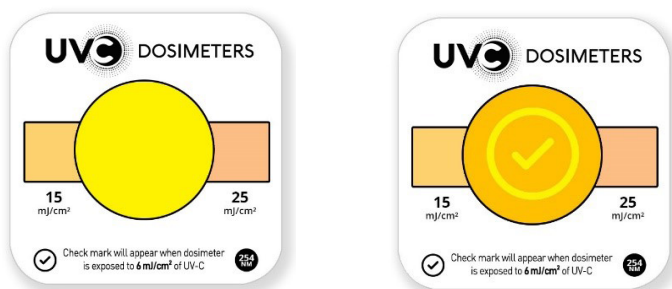 UVC DOSIMETERS
15
mJ/cm²
25
mJ/cm²
Check mark will appear when dosimeter
is exposed to 6 mJ/cm² of UV-C
254
NM
UVC DOSIMETERS
15
mJ/cm²
25
mJ/cm²
Check mark will appear when dosimeter
is exposed to 6 mJ/cm² of UV-C
254
NM